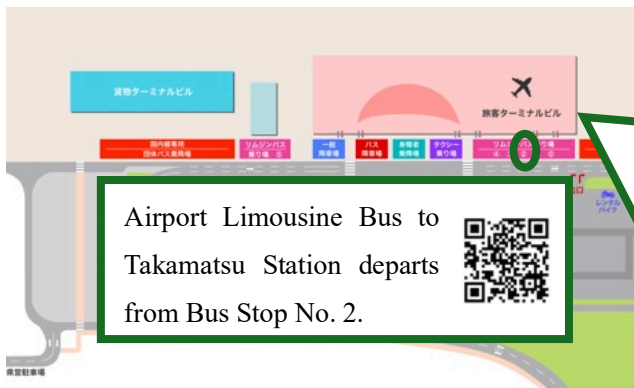 貨物ターミナルビル
旅客ターミナルビル
国内線専用
団体バス乗降場
リムジンバス
乗り場 ⑤
一般
降車場
バス
降車場
身障者
乗降場
タクシー
乗り場
リムジンバス乗り場
④ ②
レンタル
バイク
Airport Limousine Bus to
Takamatsu Station departs
from Bus Stop No. 2.
県営駐車場